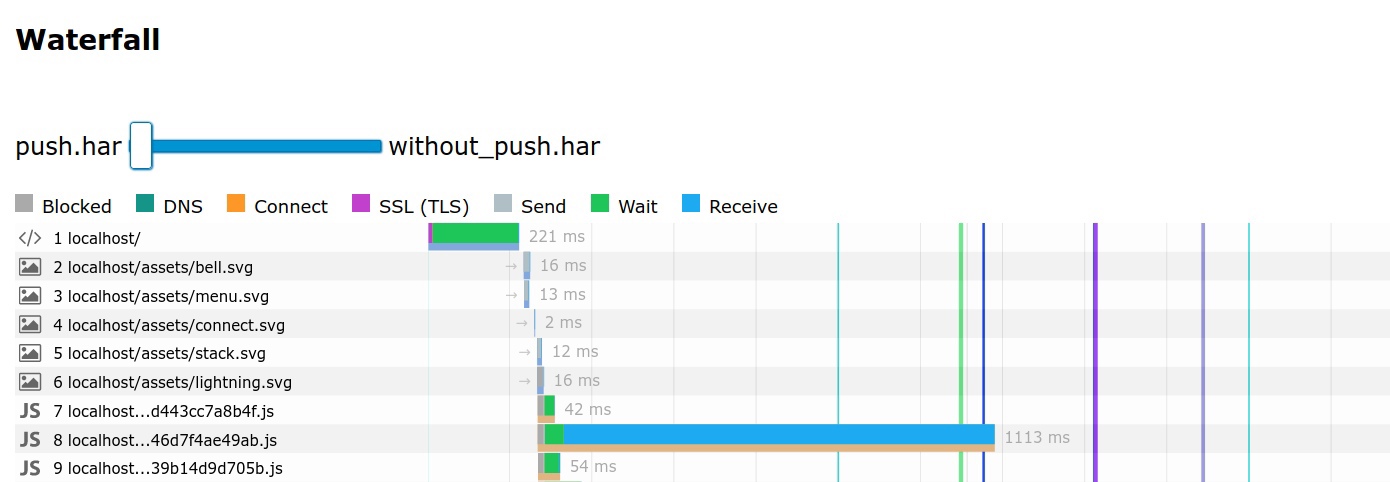 Waterfall
push.har without_push.har
Blocked DNS Connect SSL (TLS) Send Wait Receive
</> 1 localhost/ 221 ms
2 localhost/assets/bell.svg → 16 ms
3 localhost/assets/menu.svg → 13 ms
4 localhost/assets/connect.svg → 2 ms
5 localhost/assets/stack.svg → 12 ms
6 localhost/assets/lightning.svg → 16 ms
JS 7 localhost...d443cc7a8b4f.js 42 ms
JS 8 localhost...46d7f4ae49ab.js 1113 ms
JS 9 localhost...39b14d9d705b.js 54 ms